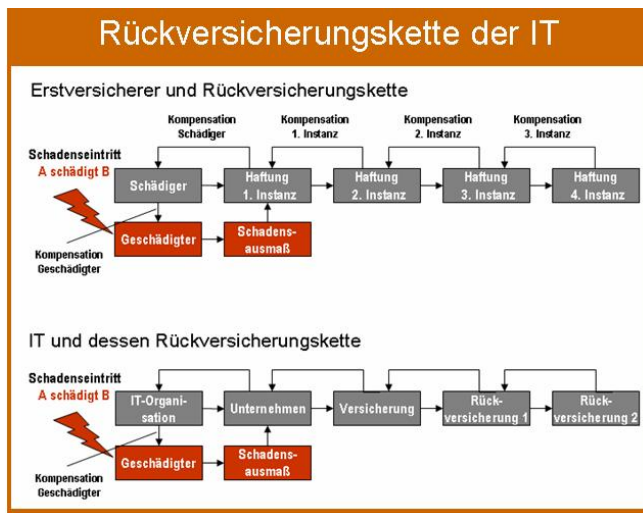 Rückversicherungskette der IT
Erstversicherer und Rückversicherungskette
Kompensation
Schädiger
Kompensation
1. Instanz
Kompensation
2. Instanz
Kompensation
3. Instanz
Schadenseintritt
A schädigt B
Schädiger
Haftung
1. Instanz
Haftung
2. Instanz
Haftung
3. Instanz
Haftung
4. Instanz
Geschädigter
Schadens-
ausmaß
Kompensation
Geschädigter
IT und dessen Rückversicherungskette
Schadenseintritt
A schädigt B
IT-Organi-
sation
Unternehmen
Versicherung
Rück-
versicherung 1
Rück-
versicherung 2
Geschädigter
Schadens-
ausmaß
Kompensation
Geschädigter